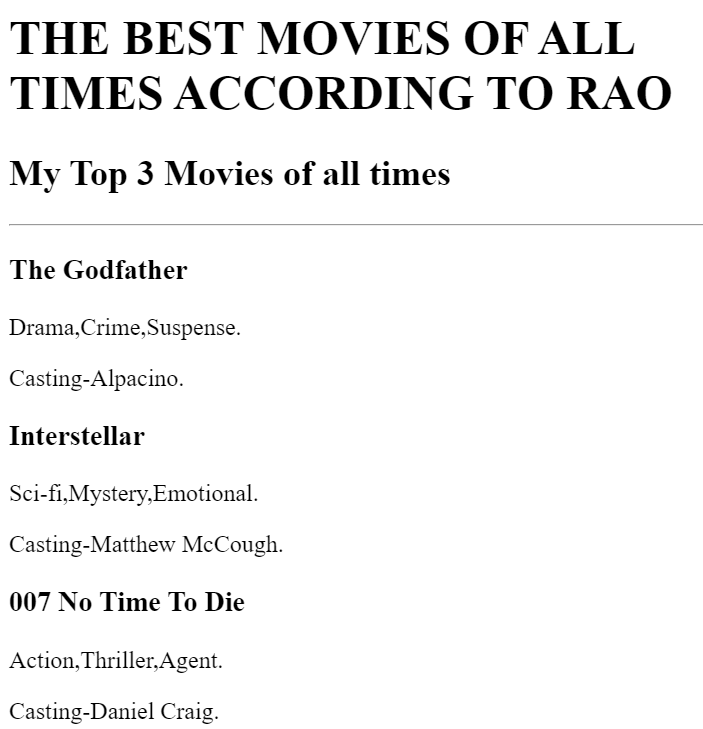 THE BEST MOVIES OF ALL
TIMES ACCORDING TO RAO
My Top 3 Movies of all times
The Godfather
Drama,Crime,Suspense.
Casting-Alpacino.
Interstellar
Sci-fi,Mystery,Emotional.
Casting-Matthew McCough.
007 No Time To Die
Action,Thriller,Agent.
Casting-Daniel Craig.